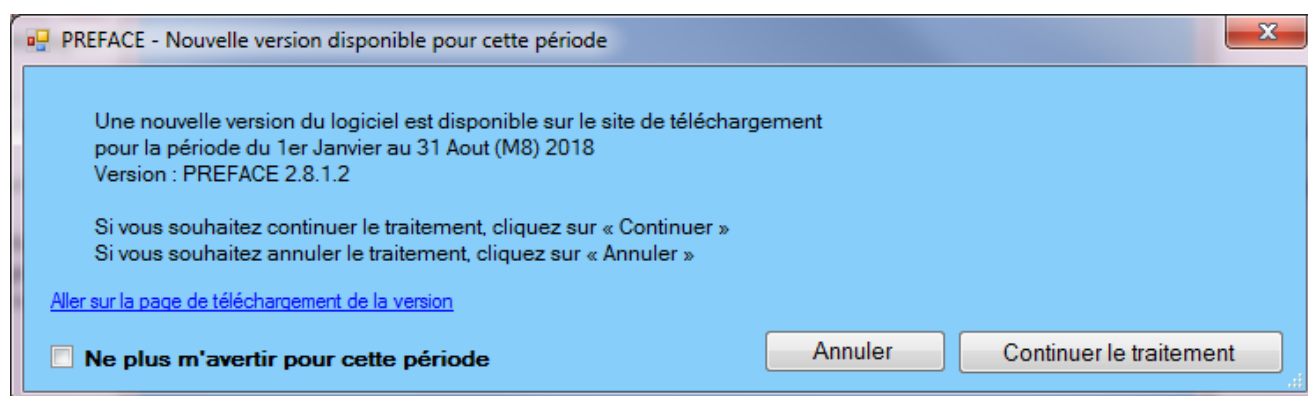 PREFACE - Nouvelle version disponible pour cette période
Une nouvelle version du logiciel est disponible sur le site de téléchargement
pour la période du 1er Janvier au 31 Aout (M8) 2018
Version : PREFACE 2.8.1.2
Si vous souhaitez continuer le traitement, cliquez sur « Continuer »
Si vous souhaitez annuler le traitement, cliquez sur « Annuler »
Aller sur la page de téléchargement de la version
Ne plus m'avertir pour cette période
Annuler
Continuer le traitement